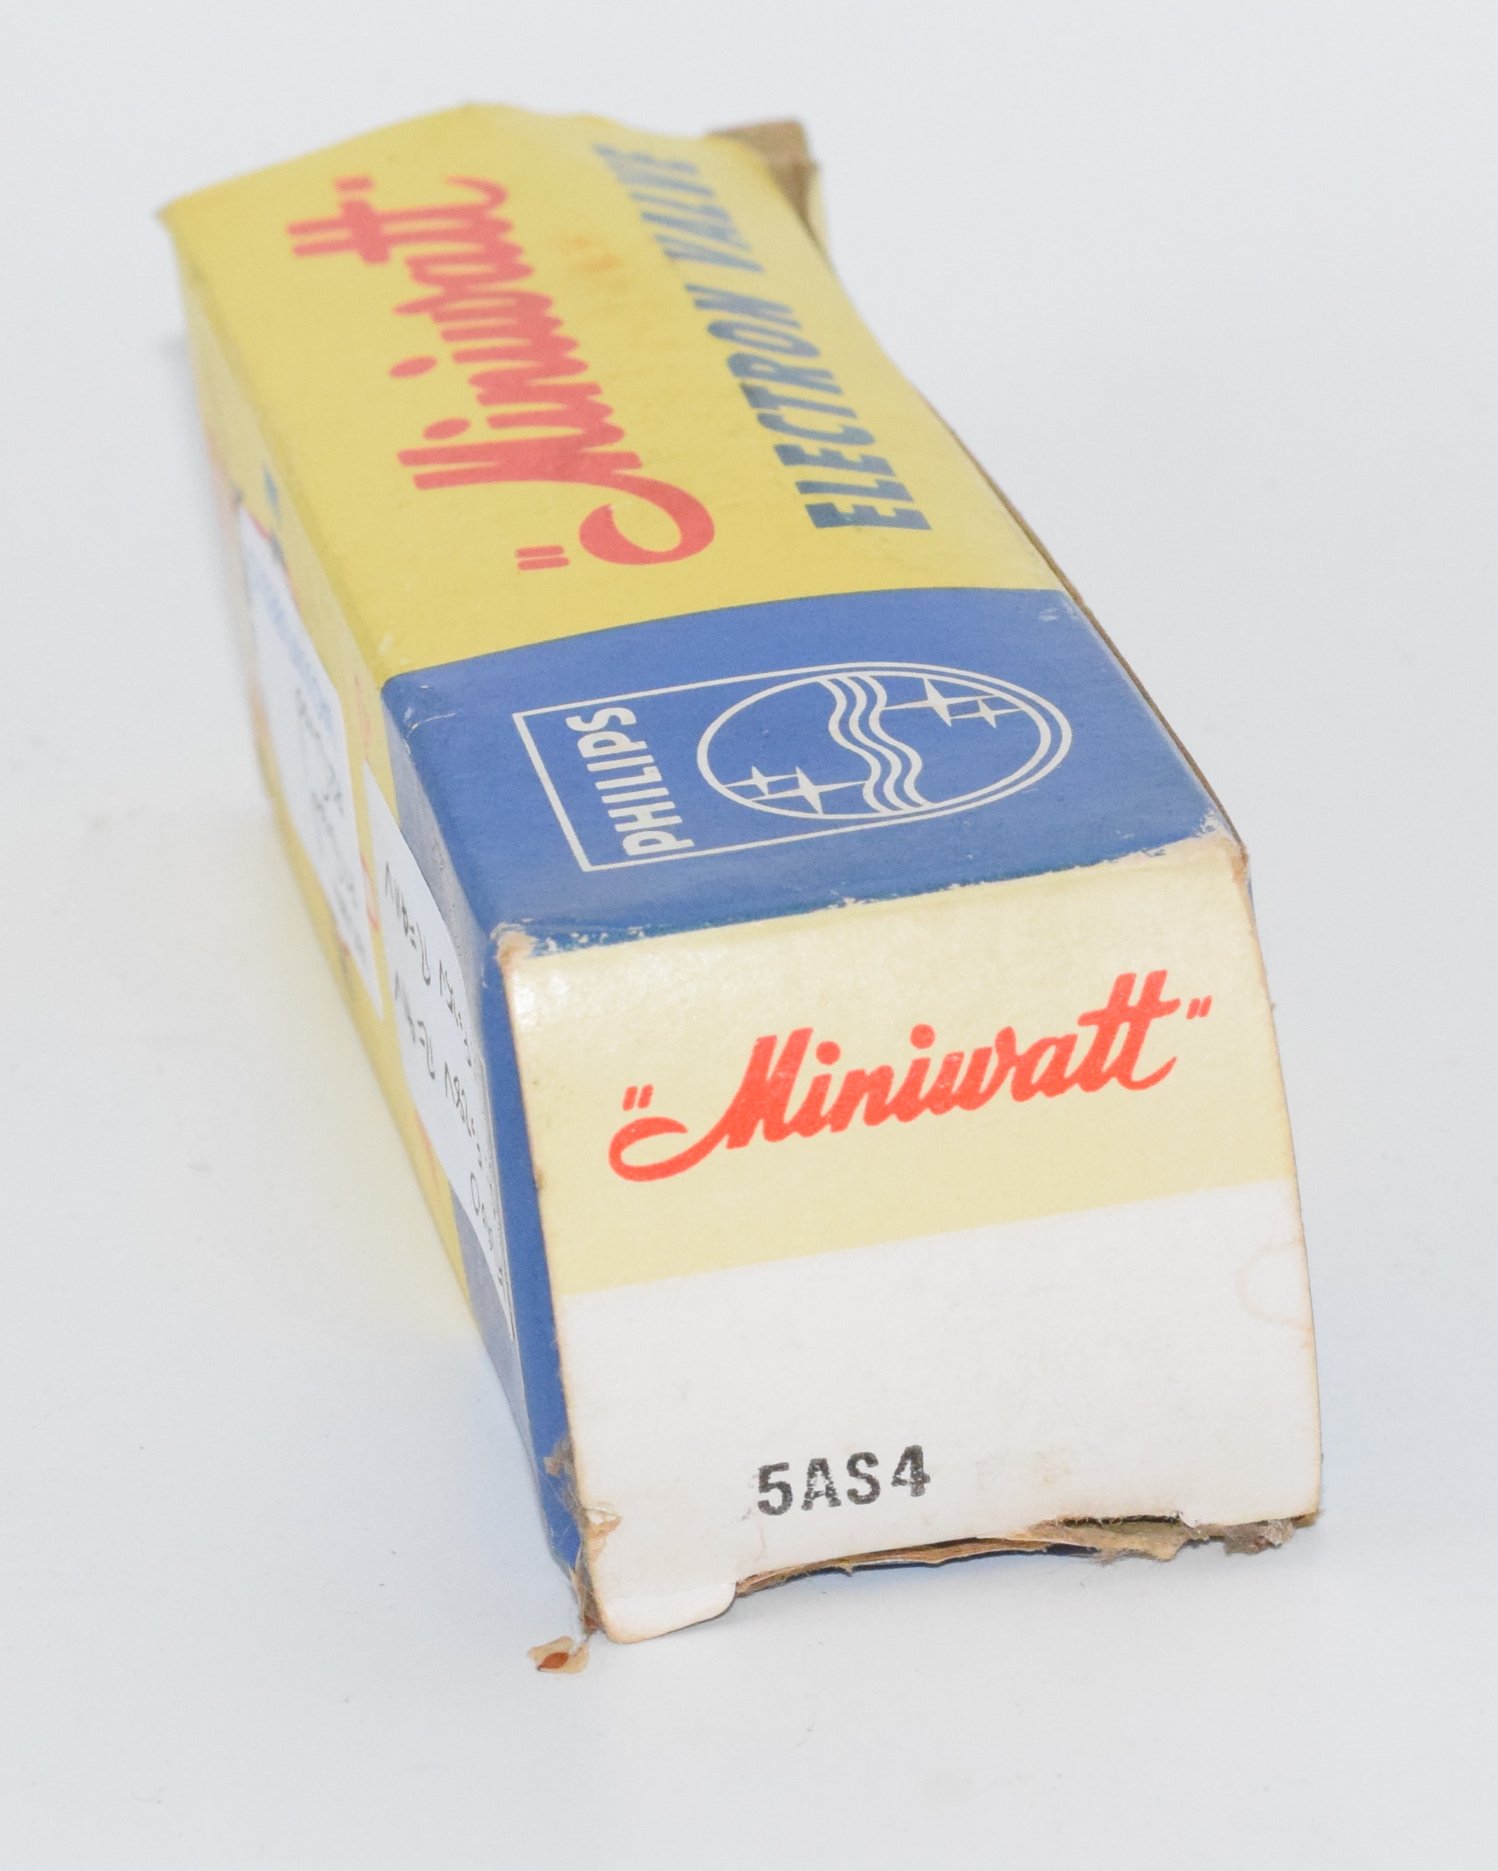 "Miniwatt"
ELECTRON VALVE
PHILIPS
"Miniwatt"
5AS4